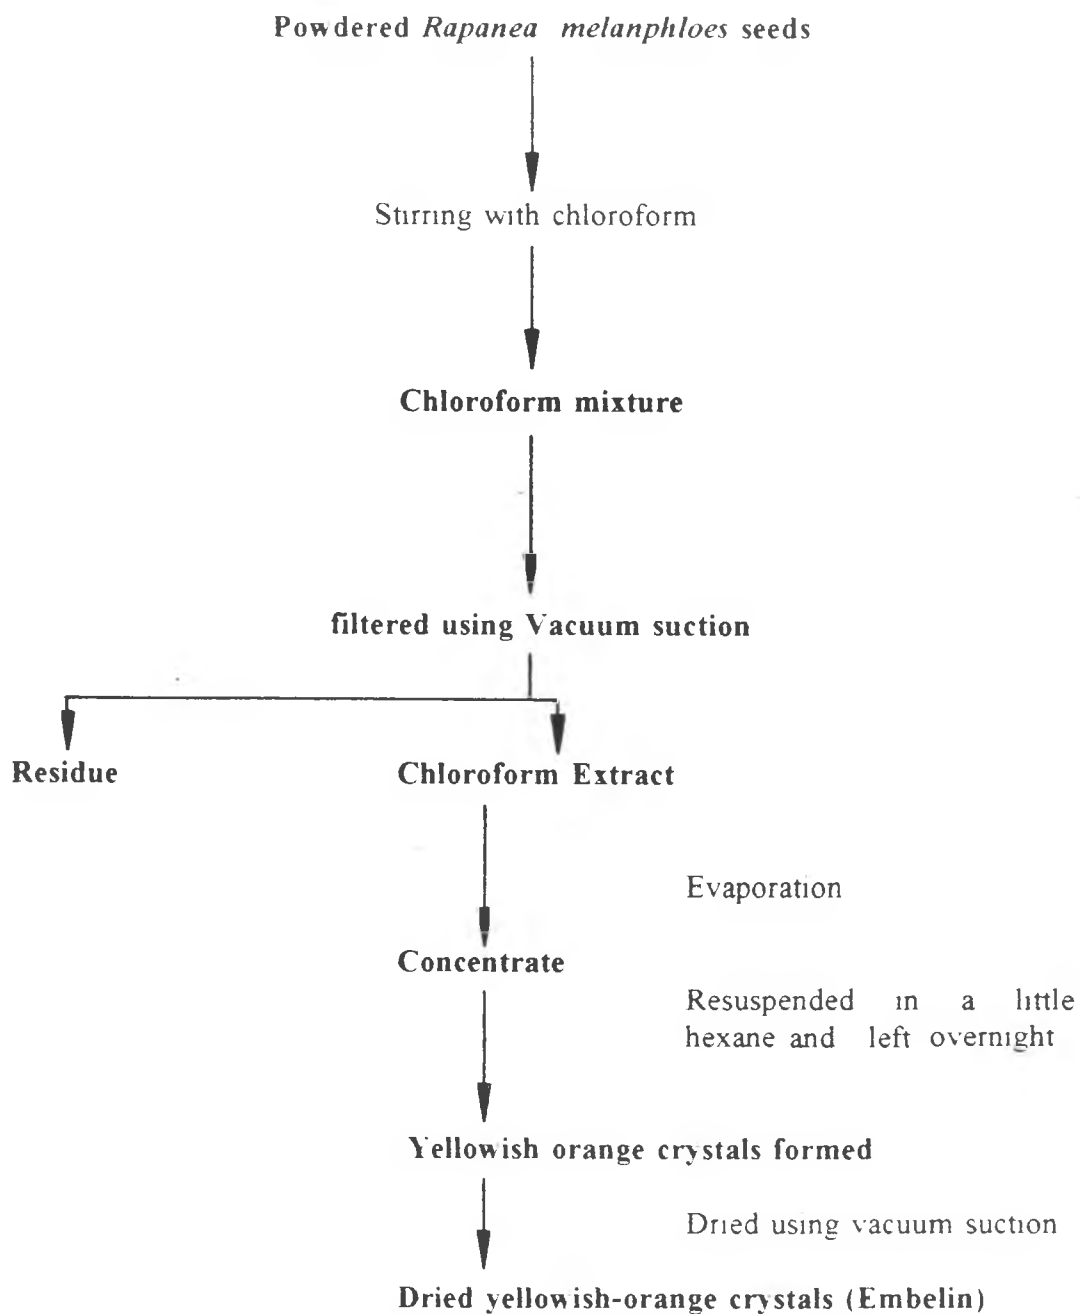 Powdered Rapanea melanphloes seeds
Stirring with chloroform
Chloroform mixture
filtered using Vacuum suction
Residue
Chloroform Extract
Evaporation
Concentrate
Resuspended in a little
hexane and left overnight
Yellowish orange crystals formed
Dried using vacuum suction
Dried yellowish-orange crystals (Embelin)